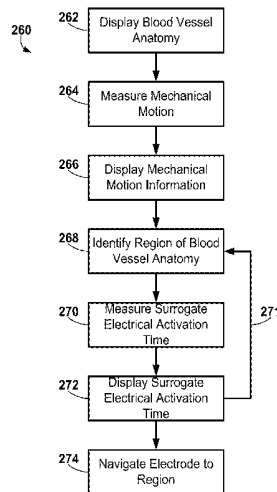 262
Display Blood Vessel
Anatomy
260
264
Measure Mechanical
Motion
266
Display Mechanical
Motion Information
268
Identify Region of Blood
Vessel Anatomy
270
Measure Surrogate
Electrical Activation
Time
271
272
Display Surrogate
Electrical Activation
Time
274
Navigate Electrode to
Region